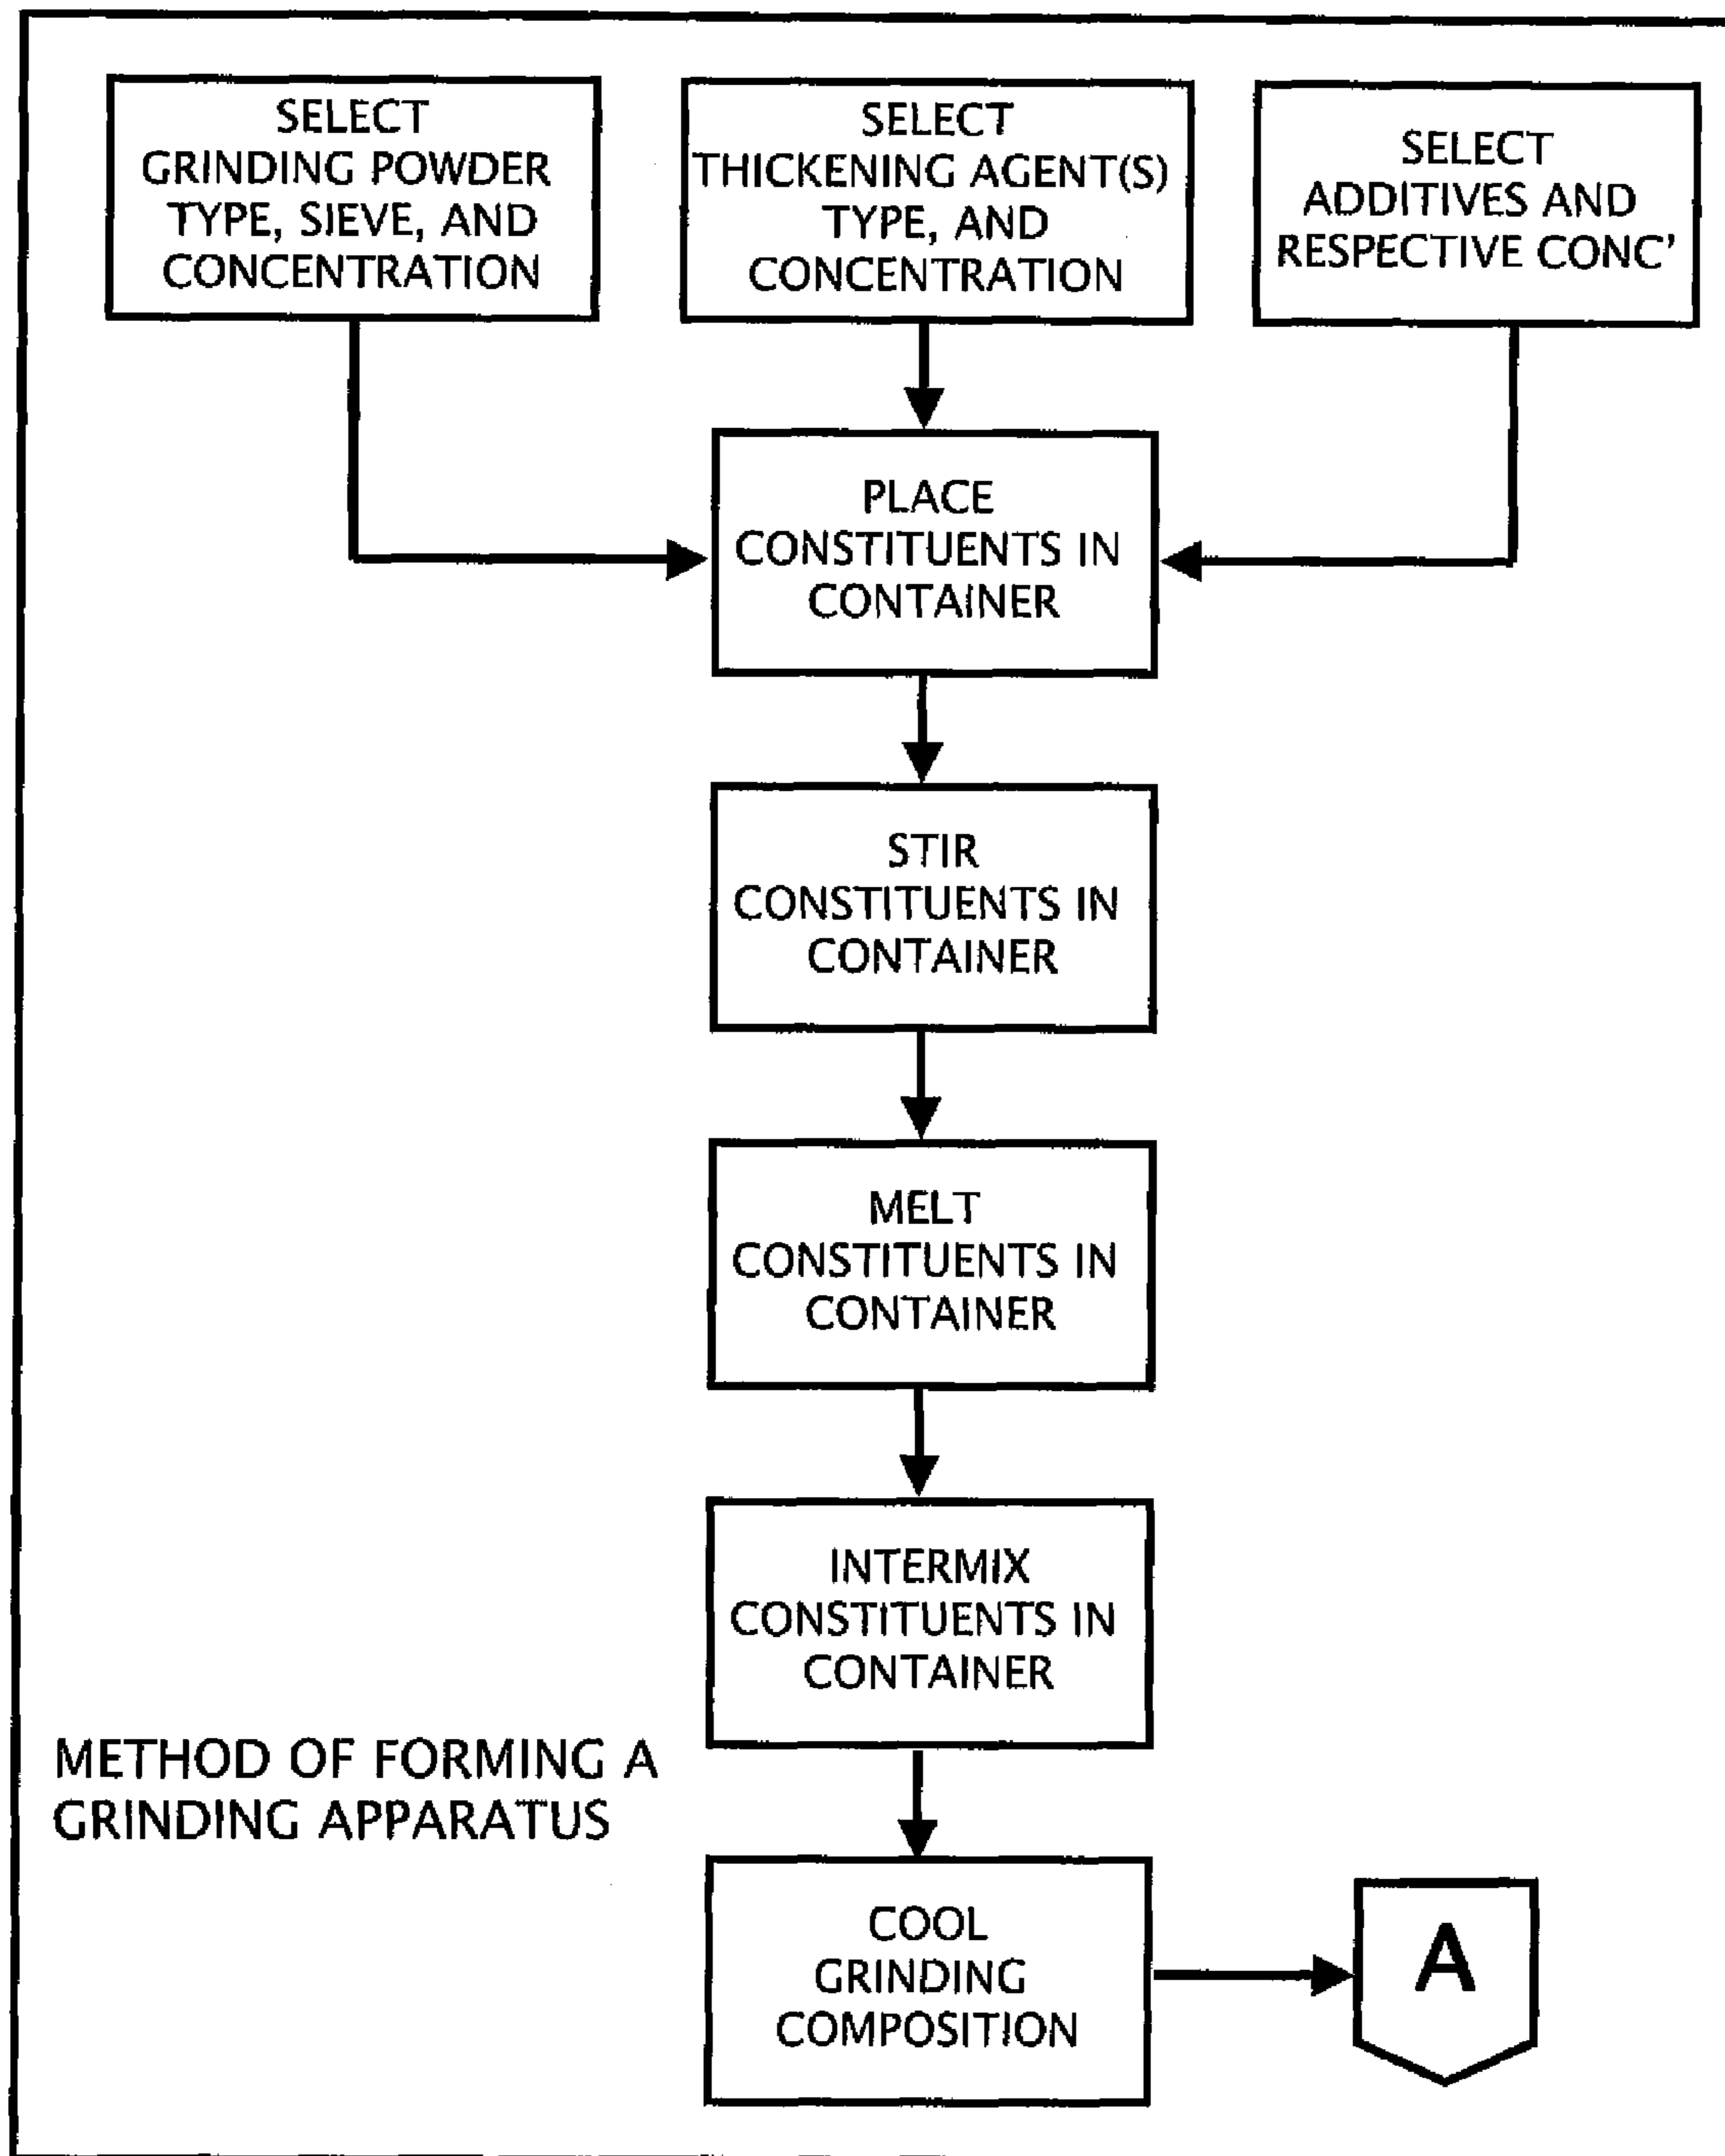 SELECT
GRINDING POWDER
TYPE, SIEVE, AND
CONCENTRATION
SELECT
THICKENING AGENT(S)
TYPE, AND
CONCENTRATION
SELECT
ADDITIVES AND
RESPECTIVE CONC'
PLACE
CONSTITUENTS IN
CONTAINER
STIR
CONSTITUENTS IN
CONTAINER
MELT
CONSTITUENTS IN
CONTAINER
INTERMIX
CONSTITUENTS IN
CONTAINER
METHOD OF FORMING A
GRINDING APPARATUS
COOL
GRINDING
COMPOSITION
A